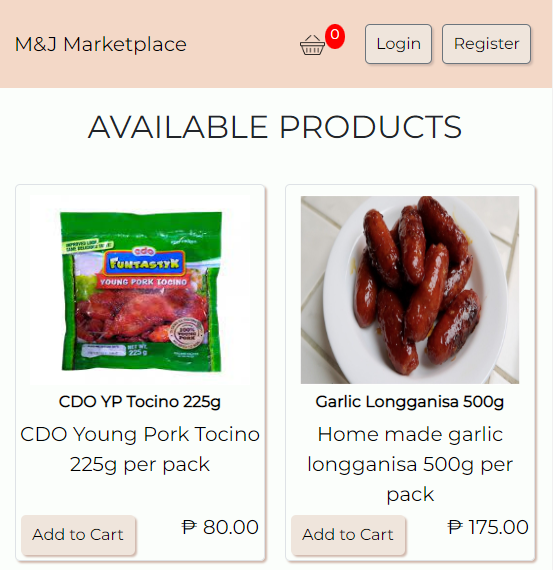 M&J Marketplace
0
Login
Register
AVAILABLE PRODUCTS
cdo
FUNTASTYK
YOUNG PORK TOCINO
100%
225g
CDO YP Tocino 225g
CDO Young Pork Tocino
225g per pack
Add to Cart
₱ 80.00
Garlic Longganisa 500g
Home made garlic
longganisa 500g per
pack
Add to Cart
₱ 175.00